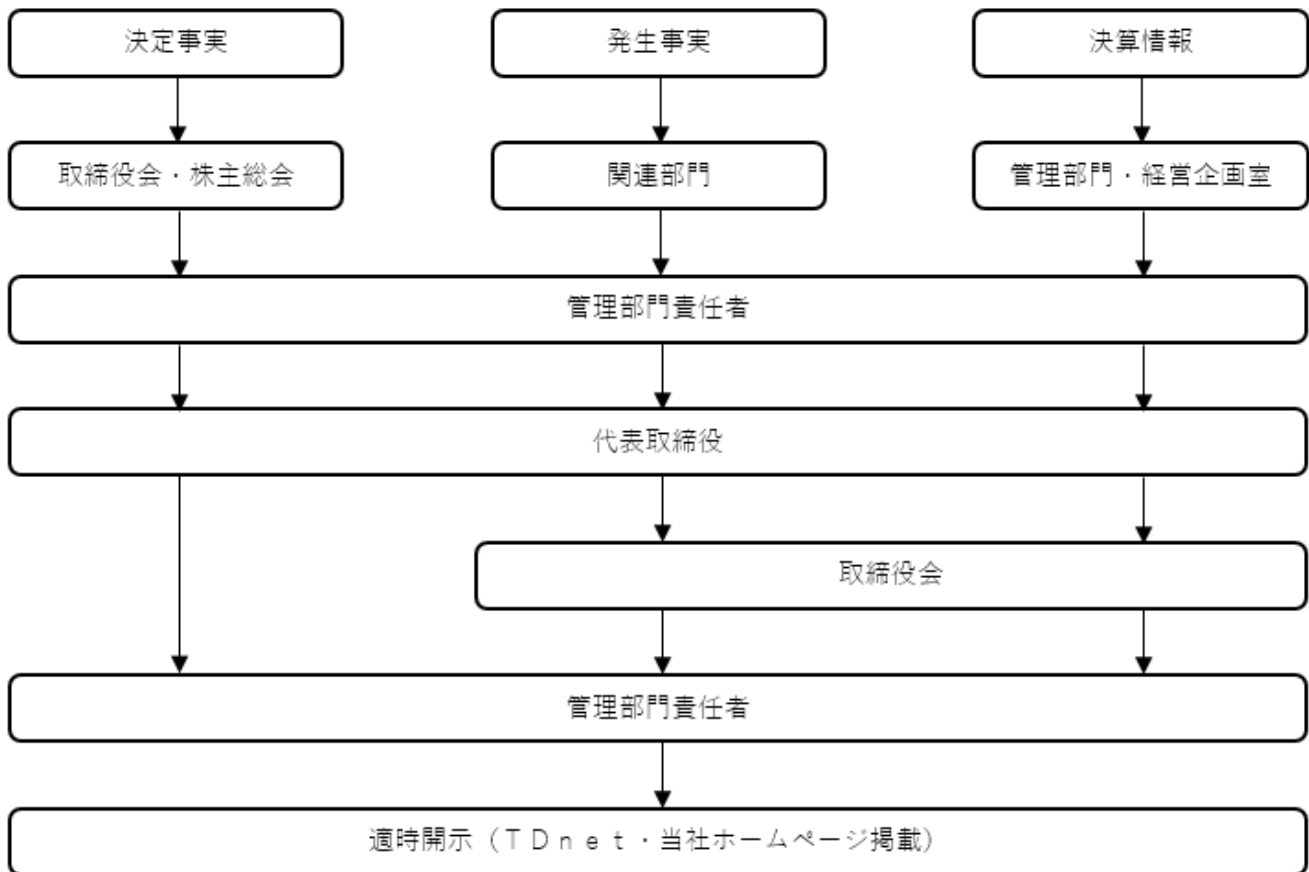 決定事実
発生事実
決算情報
取締役会・株主総会
関連部門
管理部門・経営企画室
管理部門責任者
代表取締役
取締役会
管理部門責任者
適時開示（ＴＤｎｅｔ・当社ホームページ掲載）